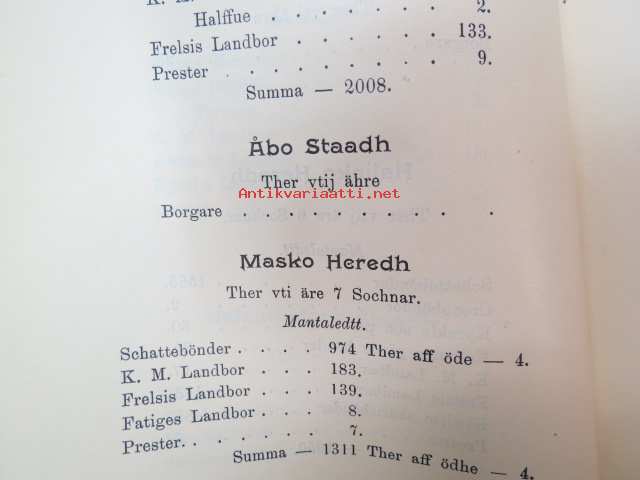 Halffue . . . . . . . 2.
Frelsis Landbor . . . . . 133.
Prester . . . . . . . . 9.
Summa — 2008.
Åbo Staadh
Ther vtij ähre
Antikvariaatti.net
Borgare . . . . . . . . . . .
Masko Heredh
Ther vti äre 7 Sochnar.
Mantaledtt.
Schattebönder . . . . 974 Ther aff öde — 4.
K. M. Landbor . . . . 183.
Frelsis Landbor . . . . 139.
Fatiges Landbor . . . . 8.
Prester. . . . . . . . 7.
Summa — 1311 Ther aff ödhe — 4.